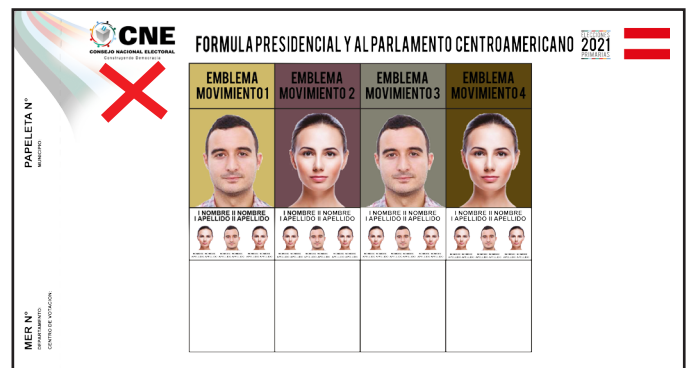 CNE
CONSEJO NACIONAL ELECTORAL
Construyendo Democracia
FORMULA PRESIDENCIAL Y AL PARLAMENTO CENTROAMERICANO
ELECCIONES
2021
PRIMARIAS
EMBLEMA
MOVIMIENTO 1
EMBLEMA
MOVIMIENTO 2
EMBLEMA
MOVIMIENTO 3
EMBLEMA
MOVIMIENTO 4
I NOMBRE II NOMBRE
I APELLIDO II APELLIDO
I NOMBRE II NOMBRE
I APELLIDO II APELLIDO
I NOMBRE II NOMBRE
I APELLIDO II APELLIDO
I NOMBRE II NOMBRE
I APELLIDO II APELLIDO
PAPELETA Nº
MUNICIPIO:
MER Nº
DEPARTAMENTO
CENTRO DE VOTACION: